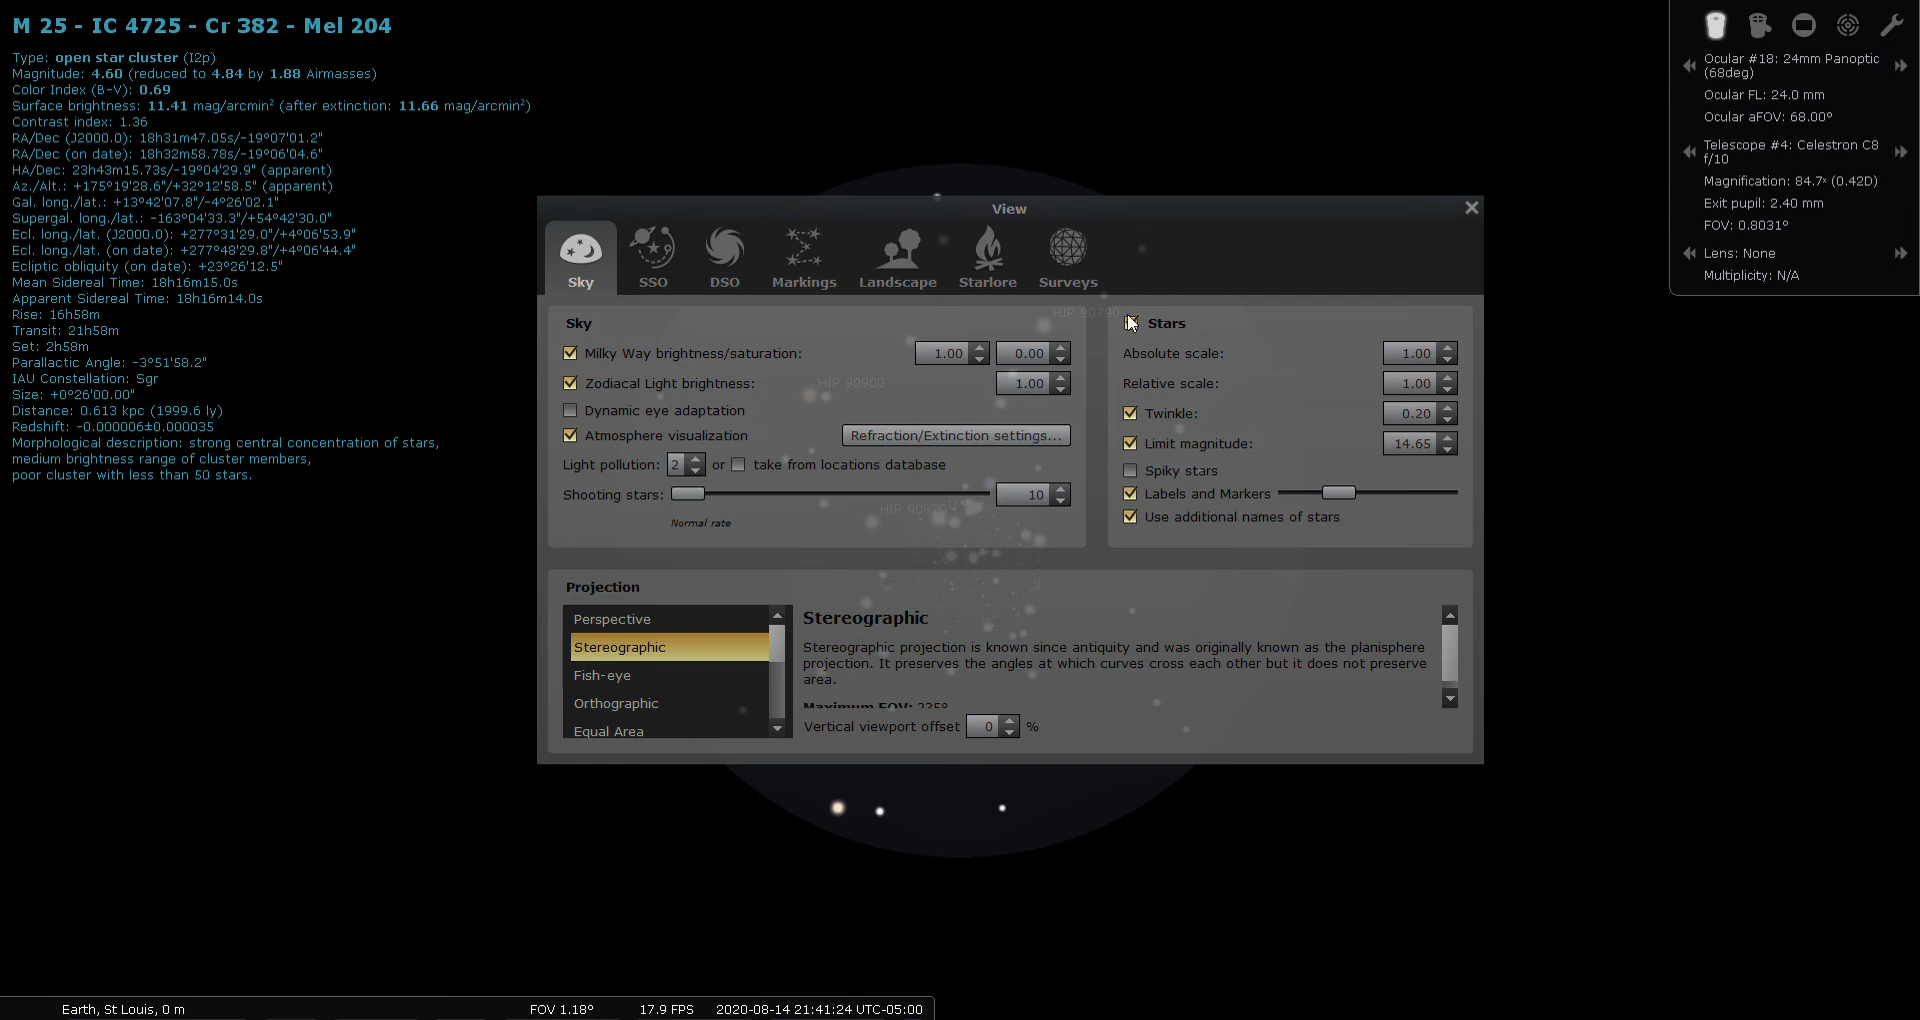 M 25 - IC 4725 - Cr 382 - Mel 204
Type: open star cluster (I2p)
Magnitude: 4.60 (reduced to 4.84 by 1.88 Airmasses)
Color Index (B-V): 0.69
Surface brightness: 11.41 mag/arcmin² (after extinction: 11.66 mag/arcmin²)
Contrast index: 1.36
RA/Dec (J2000.0): 18h31m47.05s/-19°07'01.2"
RA/Dec (on date): 18h32m58.78s/-19°06'04.6"
HA/Dec: 23h43m15.73s/-19°04'29.9" (apparent)
Az./Alt.: +175°19'28.6"/+32°12'58.5" (apparent)
Gal. long./lat.: +13°42'07.8"/-4°26'02.1"
Supergal. long./lat.: -163°04'33.3"/+54°42'30.0"
Ecl. long./lat. (J2000.0): +277°31'29.0"/+4°06'53.9"
Ecl. long./lat. (on date): +277°48'29.8"/+4°06'44.4"
Ecliptic obliquity (on date): +23°26'12.5"
Mean Sidereal Time: 18h16m15.0s
Apparent Sidereal Time: 18h16m14.0s
Rise: 16h58m
Transit: 21h58m
Set: 2h58m
Parallactic Angle: -3°51'58.2"
IAU Constellation: Sgr
Size: +0°26'00.00"
Distance: 0.613 kpc (1999.6 ly)
Redshift: -0.000006±0.000035
Morphological description: strong central concentration of stars,
medium brightness range of cluster members,
poor cluster with less than 50 stars.
Ocular #18: 24mm Panoptic
(68deg)
Ocular FL: 24.0 mm
Ocular aFOV: 68.00°
Telescope #4: Celestron C8
f/10
Magnification: 84.7ˣ (0.42D)
Exit pupil: 2.40 mm
FOV: 0.8031°
Lens: None
Multiplicity: N/A
View
Sky
SSO
DSO
Markings
Landscape
Starlore
Surveys
Sky
Milky Way brightness/saturation: 1.00 0.00
Zodiacal Light brightness: 1.00
HIP 90900
Dynamic eye adaptation
Atmosphere visualization Refraction/Extinction settings...
Light pollution: 2 or take from locations database
Shooting stars: 10
Normal rate
HIP 90790
Stars
Absolute scale: 1.00
Relative scale: 1.00
Twinkle: 0.20
Limit magnitude: 14.65
Spiky stars
Labels and Markers
Use additional names of stars
Projection
Perspective
Stereographic
Fish-eye
Orthographic
Equal Area
Stereographic
Stereographic projection is known since antiquity and was originally known as the planisphere
projection. It preserves the angles at which curves cross each other but it does not preserve
area.
Maximum FOV: 235°
Vertical viewport offset 0 %
Earth, St Louis, 0 m
FOV 1.18°
17.9 FPS
2020-08-14 21:41:24 UTC-05:00